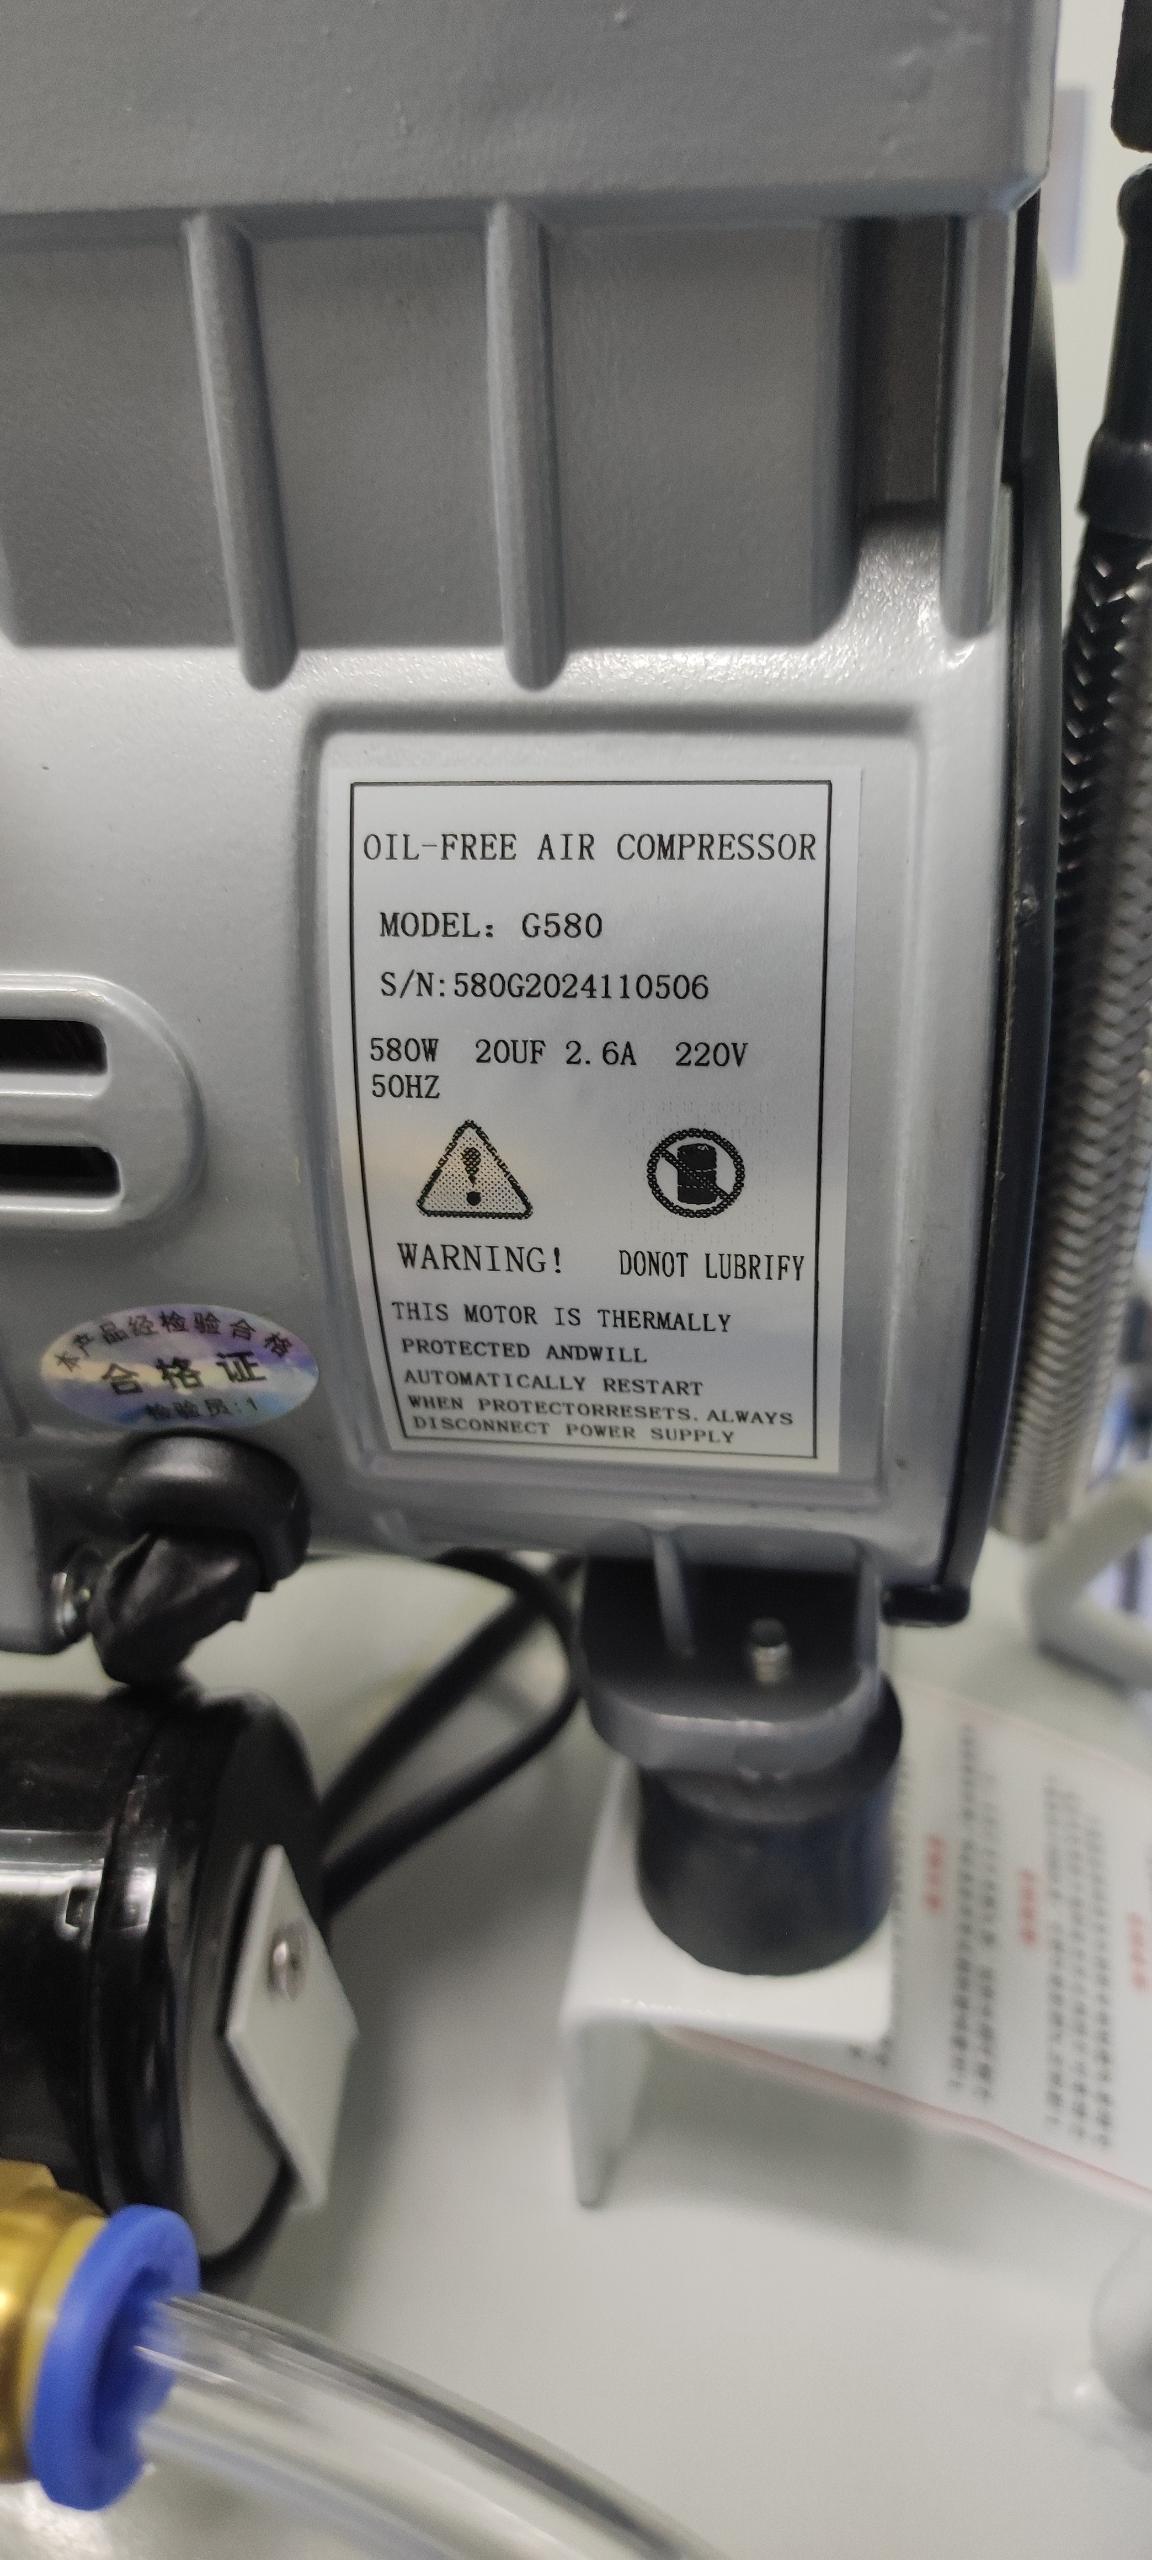 OIL-FREE AIR COMPRESSOR
MODEL: G580
S/N:580G2024110506
580W 20UF 2.6A 220V
50HZ
WARNING! DONOT LUBRIFY
THIS MOTOR IS THERMALLY
PROTECTED ANDWILL
AUTOMATICALLY RESTART
WHEN PROTECTORRESETS. ALWAYS
DISCONNECT POWER SUPPLY
本产品经检验合格
合格证
检验员:1